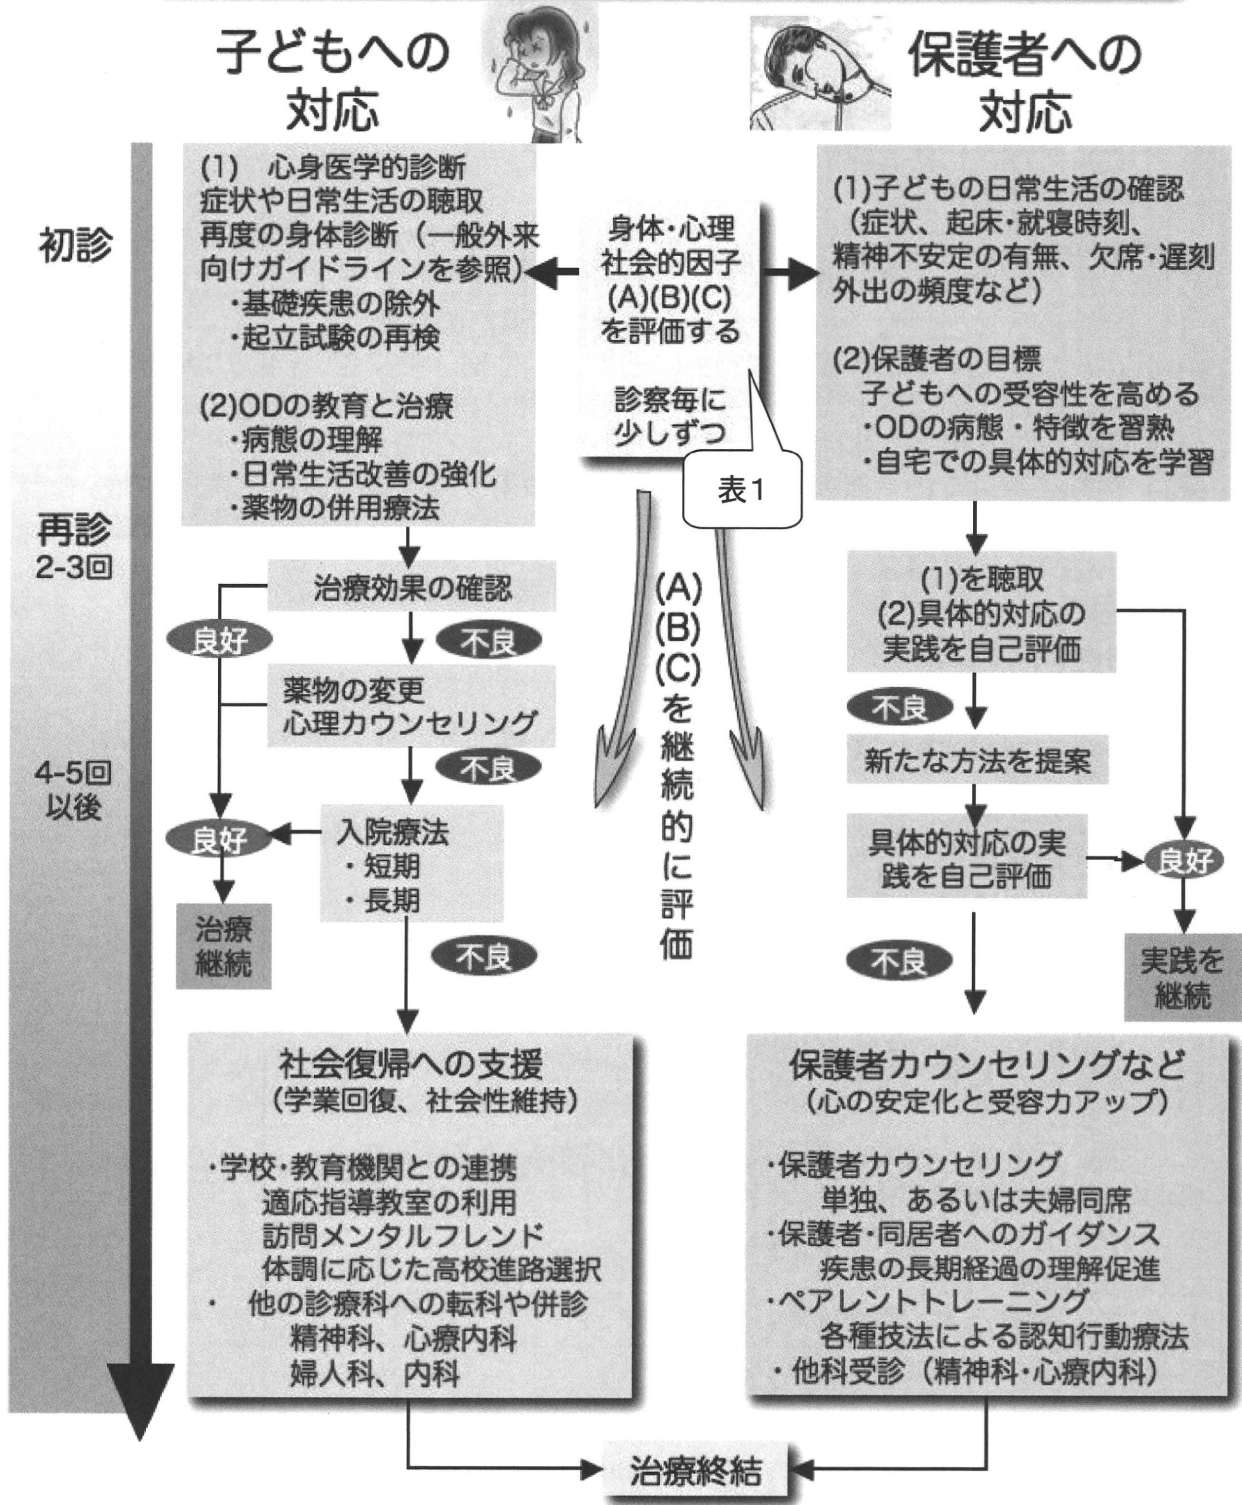 子どもへの
対応
保護者への
対応
初診
再診
2-3回
4-5回
以後
(1) 心身医学的診断
症状や日常生活の聴取
再度の身体診断（一般外来
向けガイドラインを参照）
・基礎疾患の除外
・起立試験の再検
(2)ODの教育と治療
・病態の理解
・日常生活改善の強化
・薬物の併用療法
身体・心理
社会的因子
(A)(B)(C)
を評価する
診察毎に
少しずつ
表1
(1)子どもの日常生活の確認
（症状、起床・就寝時刻、
精神不安定の有無、欠席・遅刻
外出の頻度など）
(2)保護者の目標
子どもへの受容性を高める
・ODの病態・特徴を習熟
・自宅での具体的対応を学習
治療効果の確認
良好
不良
薬物の変更
心理カウンセリング
不良
良好
入院療法
・短期
・長期
治療
継続
不良
(A)
(B)
(C)
を継続的に評価
(1)を聴取
(2)具体的対応の
実践を自己評価
不良
新たな方法を提案
具体的対応の実
践を自己評価
良好
不良
実践を
継続
社会復帰への支援
（学業回復、社会性維持）
・学校・教育機関との連携
適応指導教室の利用
訪問メンタルフレンド
体調に応じた高校進路選択
・ 他の診療科への転科や併診
精神科、心療内科
婦人科、内科
保護者カウンセリングなど
（心の安定化と受容力アップ）
・保護者カウンセリング
単独、あるいは夫婦同席
・保護者・同居者へのガイダンス
疾患の長期経過の理解促進
・ペアレントトレーニング
各種技法による認知行動療法
・他科受診（精神科・心療内科）
治療終結